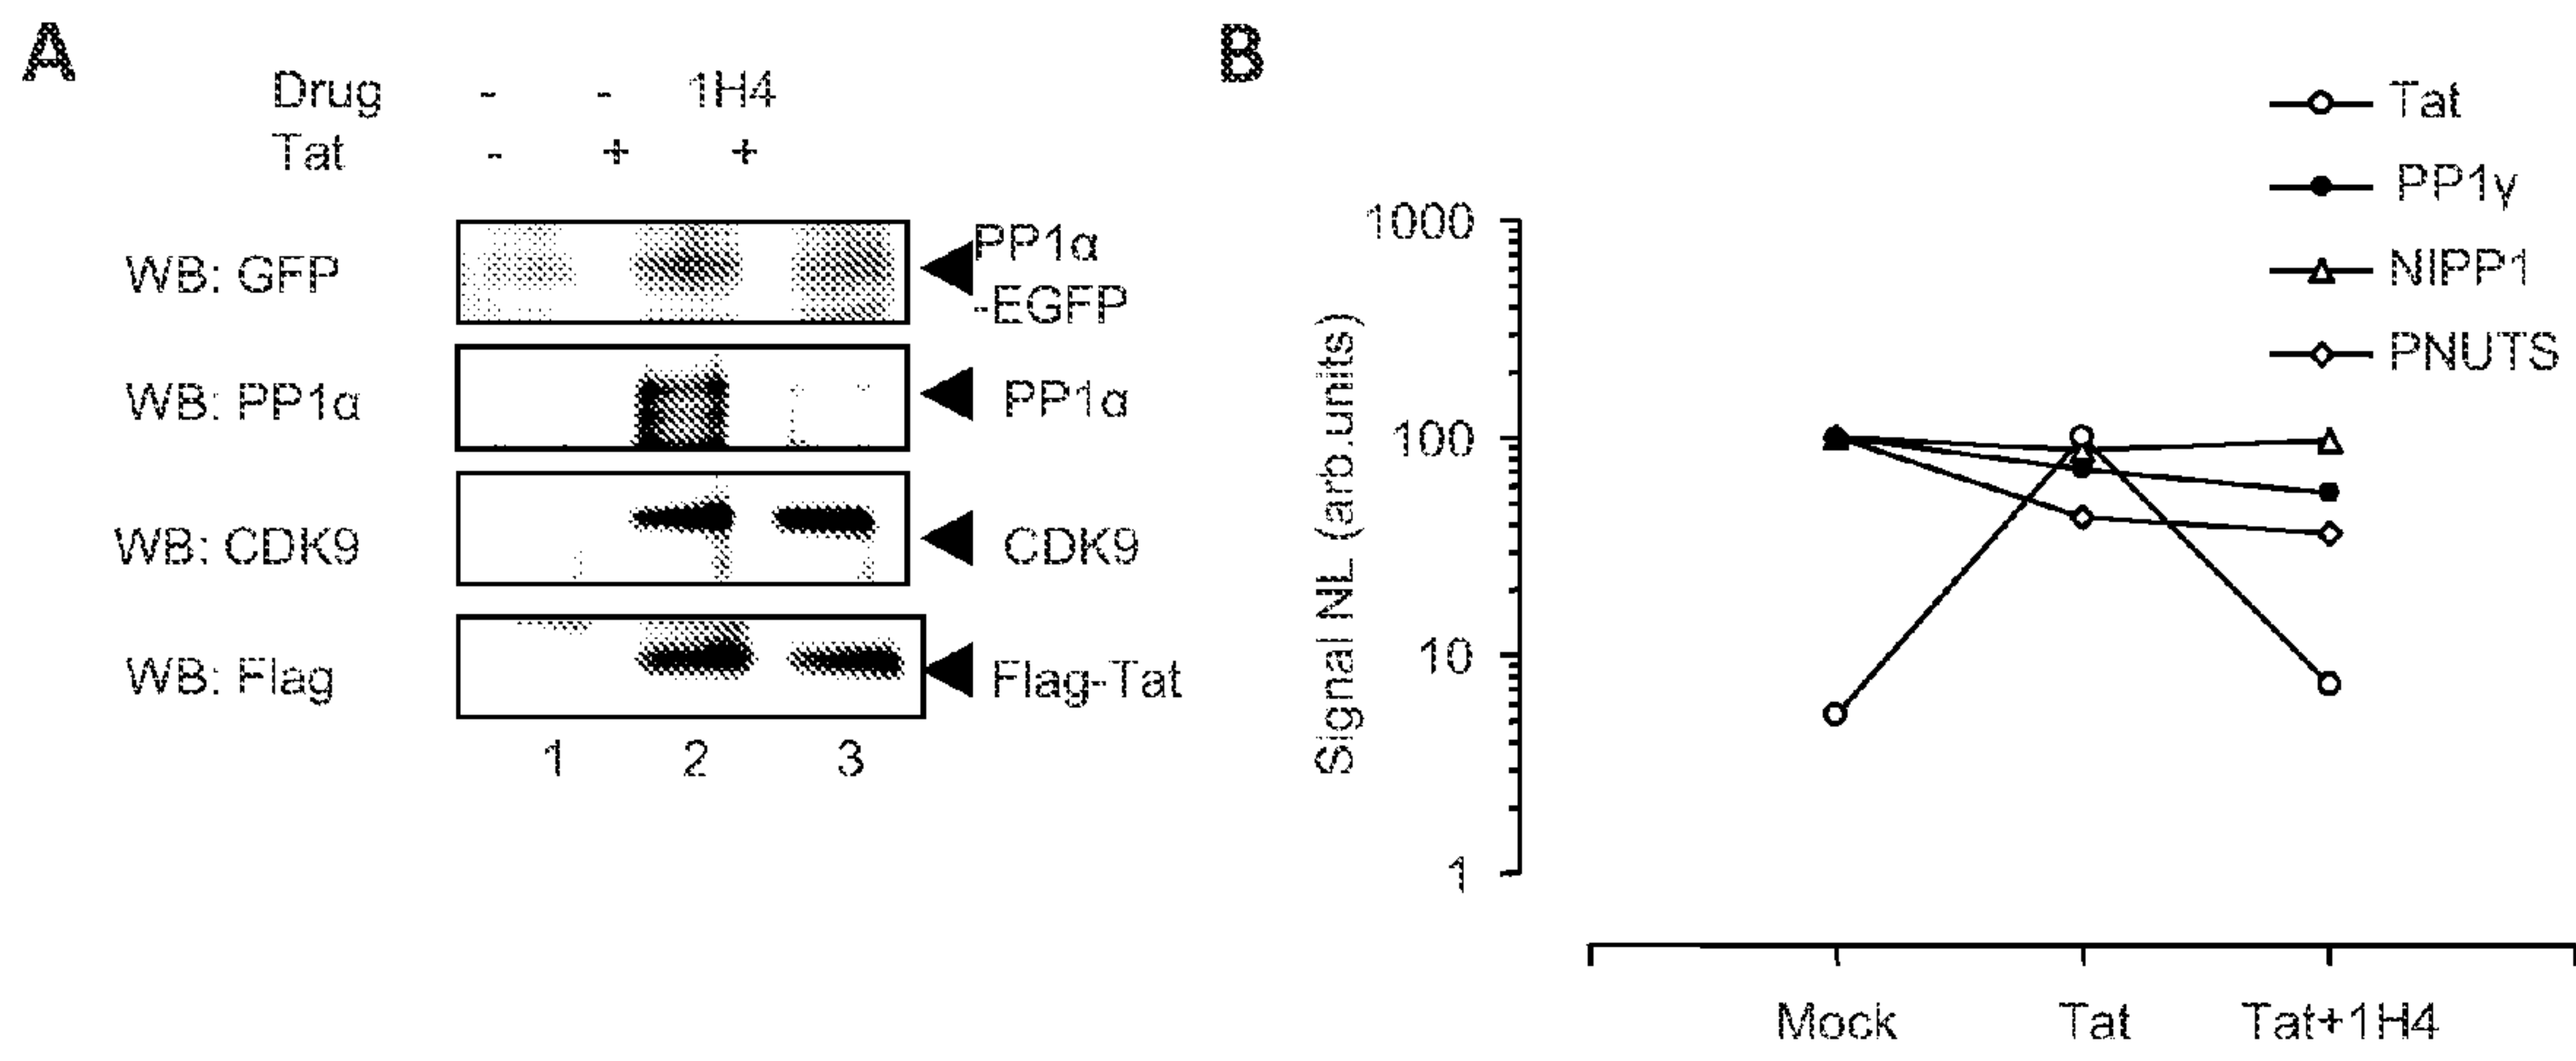 A
Drug - - 1H4
Tat - + +
WB: GFP
PP1α
-EGFP
WB: PP1α
PP1α
WB: CDK9
CDK9
WB: Flag
Flag-Tat
1 2 3
B
Tat
PP1γ
NIPP1
PNUTS
Signal NL (arb.units)
1000
100
10
1
Mock Tat Tat+1H4